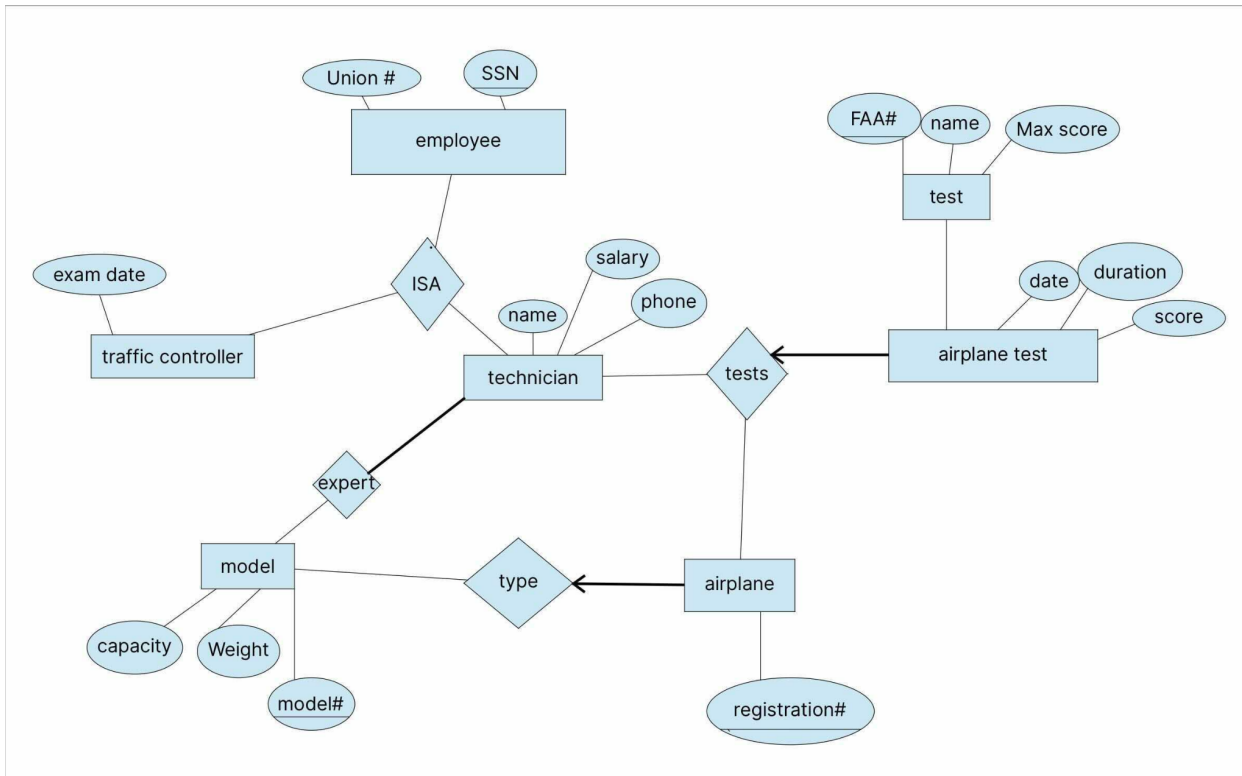 Union #
SSN
employee
FAA#
name
Max score
test
exam date
ISA
salary
phone
name
date
duration
score
traffic controller
technician
tests
airplane test
expert
model
type
airplane
capacity
Weight
model#
registration#